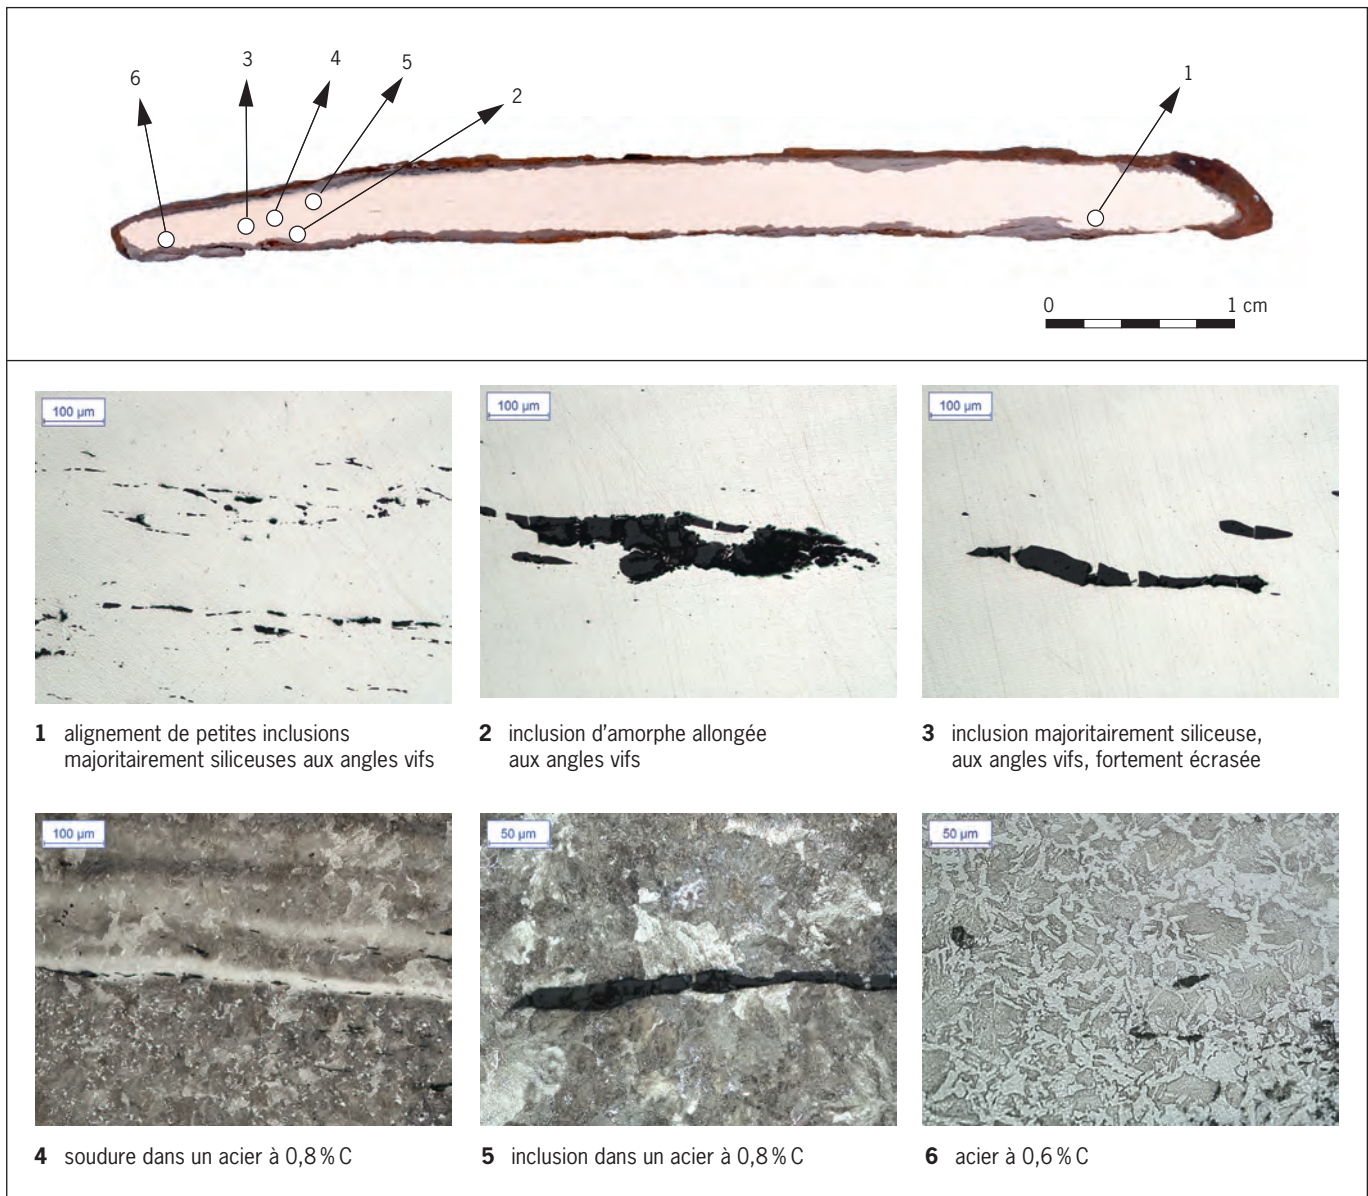 6
3
4
5
2
1
0 1 cm
100 µm
100 µm
100 µm
1 alignement de petites inclusions
majoritairement siliceuses aux angles vifs
2 inclusion d'amorphe allongée
aux angles vifs
3 inclusion majoritairement siliceuse,
aux angles vifs, fortement écrasée
100 µm
50 µm
50 µm
4 soudure dans un acier à 0,8 % C
5 inclusion dans un acier à 0,8 % C
6 acier à 0,6 % C